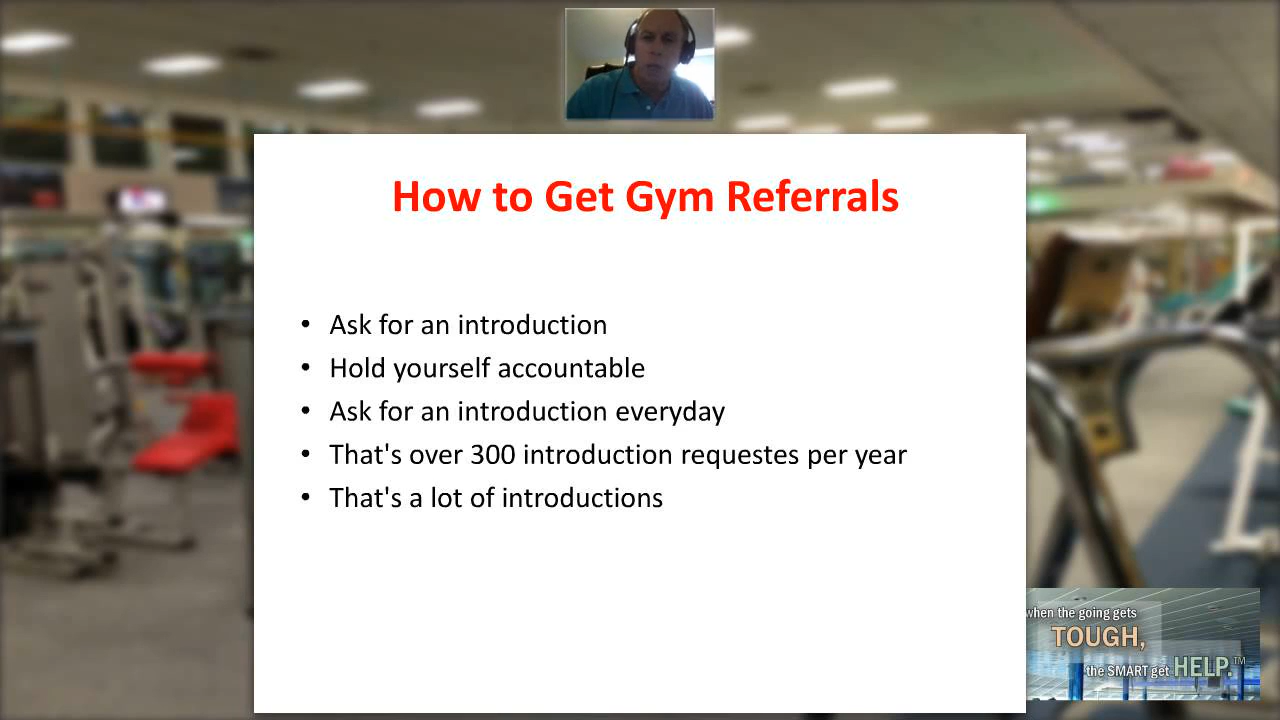 How to Get Gym Referrals
• Ask for an introduction
• Hold yourself accountable
• Ask for an introduction everyday
• That's over 300 introduction requestes per year
• That's a lot of introductions
when the going gets
TOUGH,
the SMART get HELP.™